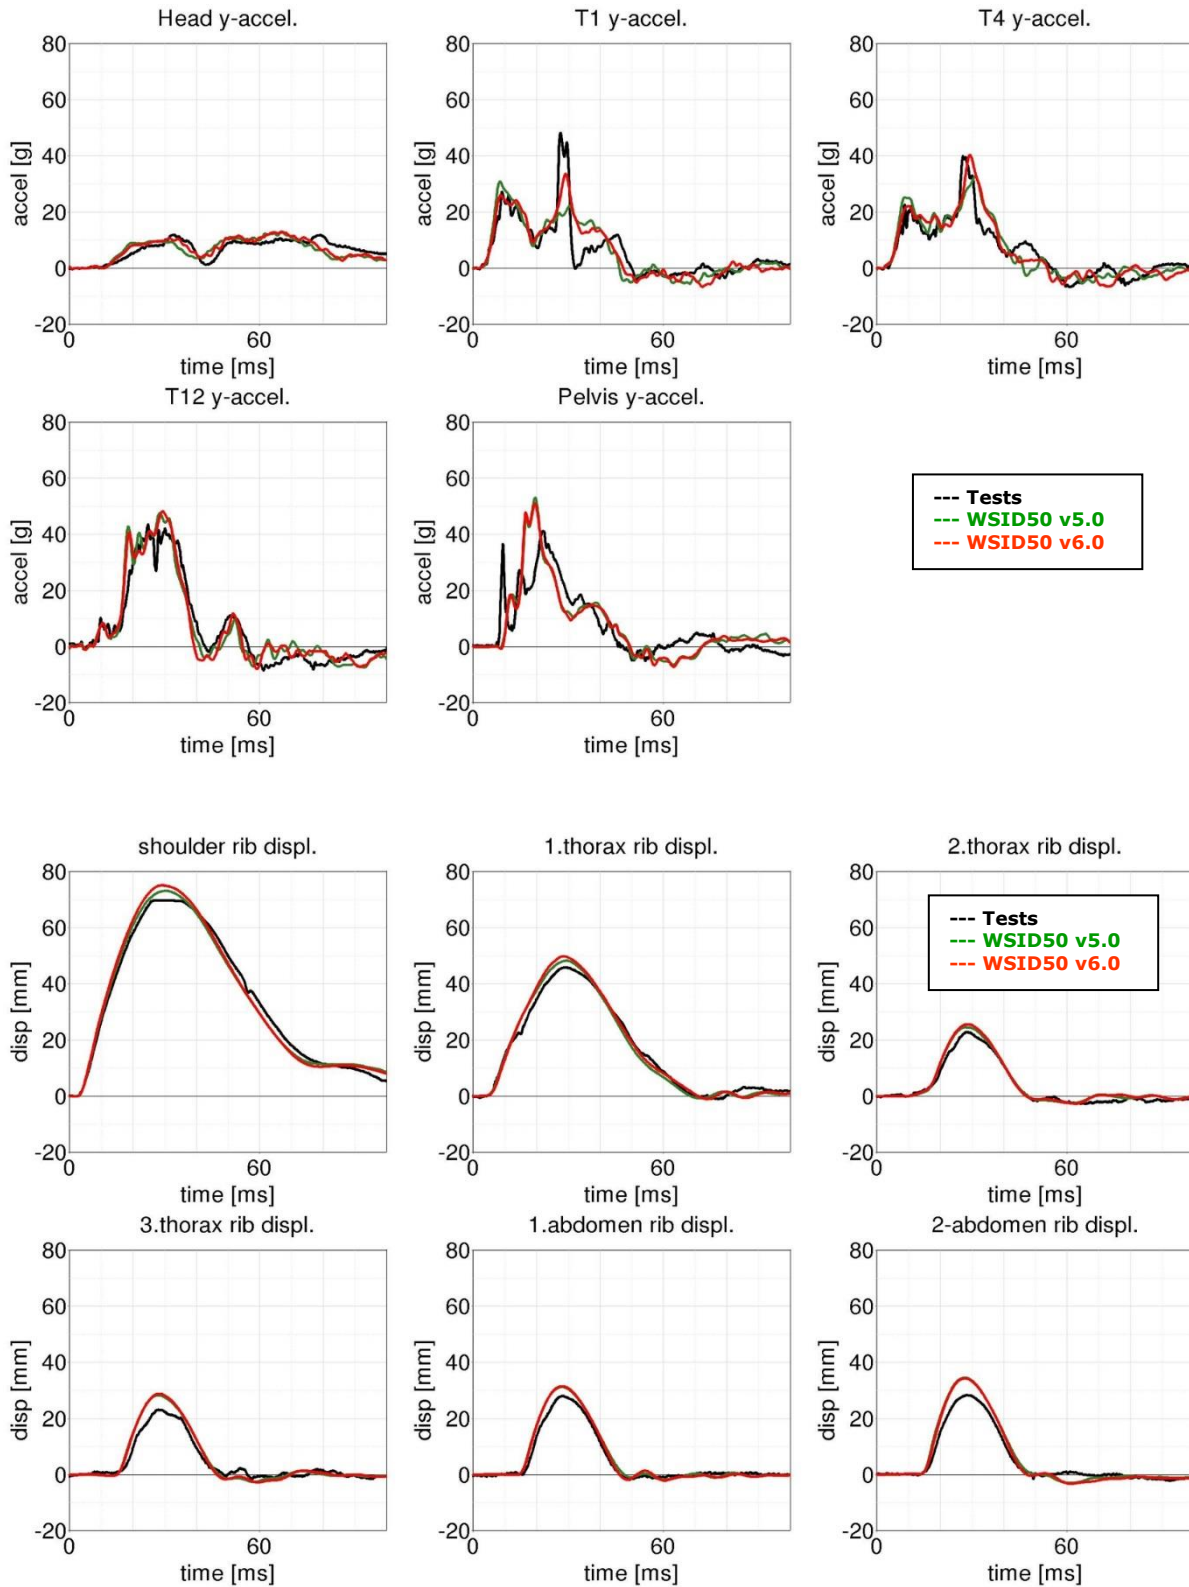 Head y-accel.
T1 y-accel.
T4 y-accel.
80
60
40
20
0
-20
accel [g]
0
60
time [ms]
80
60
40
20
0
-20
accel [g]
0
60
time [ms]
80
60
40
20
0
-20
accel [g]
0
60
time [ms]
T12 y-accel.
Pelvis y-accel.
80
60
40
20
0
-20
accel [g]
0
60
time [ms]
80
60
40
20
0
-20
accel [g]
0
60
time [ms]
--- Tests
--- WSID50 v5.0
--- WSID50 v6.0
shoulder rib displ.
1.thorax rib displ.
2.thorax rib displ.
80
60
40
20
0
-20
disp [mm]
0
60
time [ms]
80
60
40
20
0
-20
disp [mm]
0
60
time [ms]
80
60
40
20
0
-20
disp [mm]
0
60
time [ms]
--- Tests
--- WSID50 v5.0
--- WSID50 v6.0
3.thorax rib displ.
1.abdomen rib displ.
2-abdomen rib displ.
80
60
40
20
0
-20
disp [mm]
0
60
time [ms]
80
60
40
20
0
-20
disp [mm]
0
60
time [ms]
80
60
40
20
0
-20
disp [mm]
0
60
time [ms]